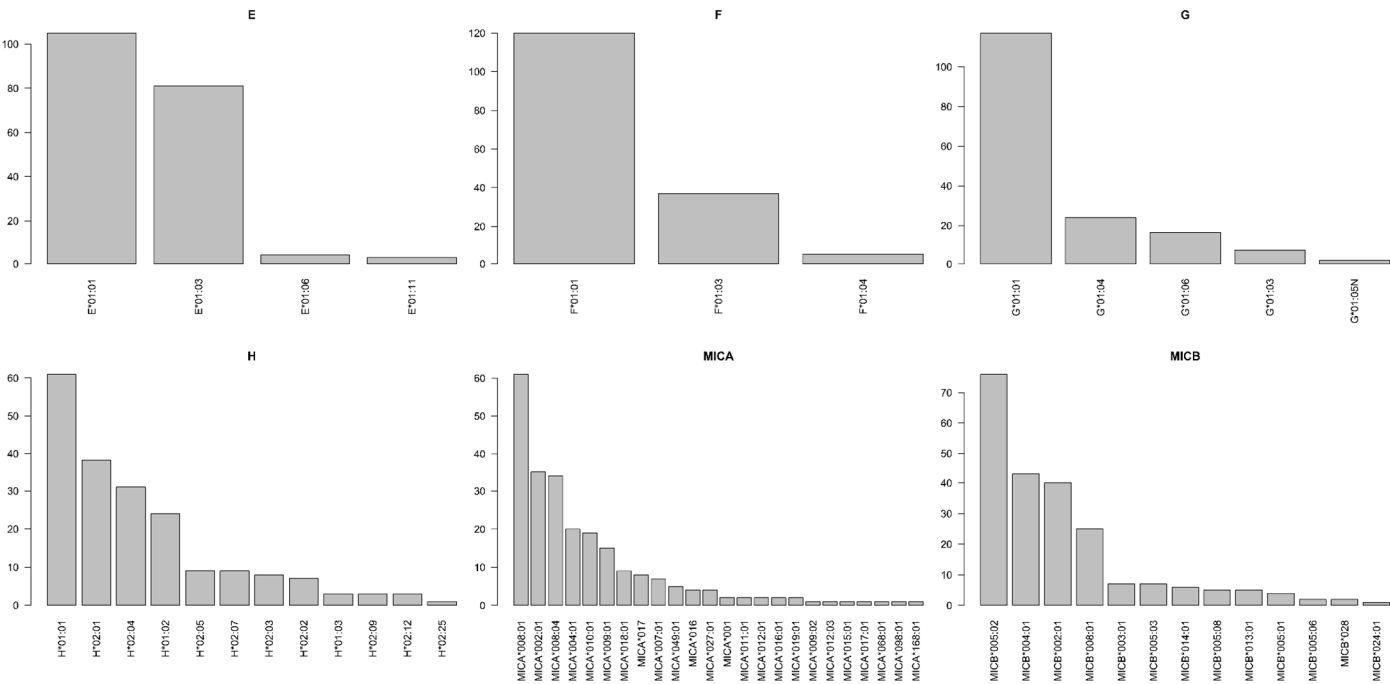 E
100
80
60
40
20
0
E*01:01
E*01:03
E*01:06
E*01:11
F
120
100
80
60
40
20
0
F*01:01
F*01:03
F*01:04
G
100
80
60
40
20
0
G*01:01
G*01:04
G*01:06
G*01:03
G*01:05N
H
60
50
40
30
20
10
0
H*01:01
H*02:01
H*02:04
H*01:02
H*02:05
H*02:07
H*02:03
H*02:02
H*01:03
H*02:09
H*02:12
H*02:25
MICA
60
50
40
30
20
10
0
MICA*008:01
MICA*002:01
MICA*008:04
MICA*004:01
MICA*010:01
MICA*009:01
MICA*018:01
MICA*017
MICA*007:01
MICA*049:01
MICA*016
MICA*027:01
MICA*001
MICA*011:01
MICA*012:01
MICA*016:01
MICA*019:01
MICA*009:02
MICA*012:03
MICA*015:01
MICA*017:01
MICA*068:01
MICA*098:01
MICA*168:01
MICB
70
60
50
40
30
20
10
0
MICB*005:02
MICB*004:01
MICB*002:01
MICB*008:01
MICB*003:01
MICB*005:03
MICB*014:01
MICB*005:08
MICB*013:01
MICB*005:01
MICB*005:06
MICB*028
MICB*024:01